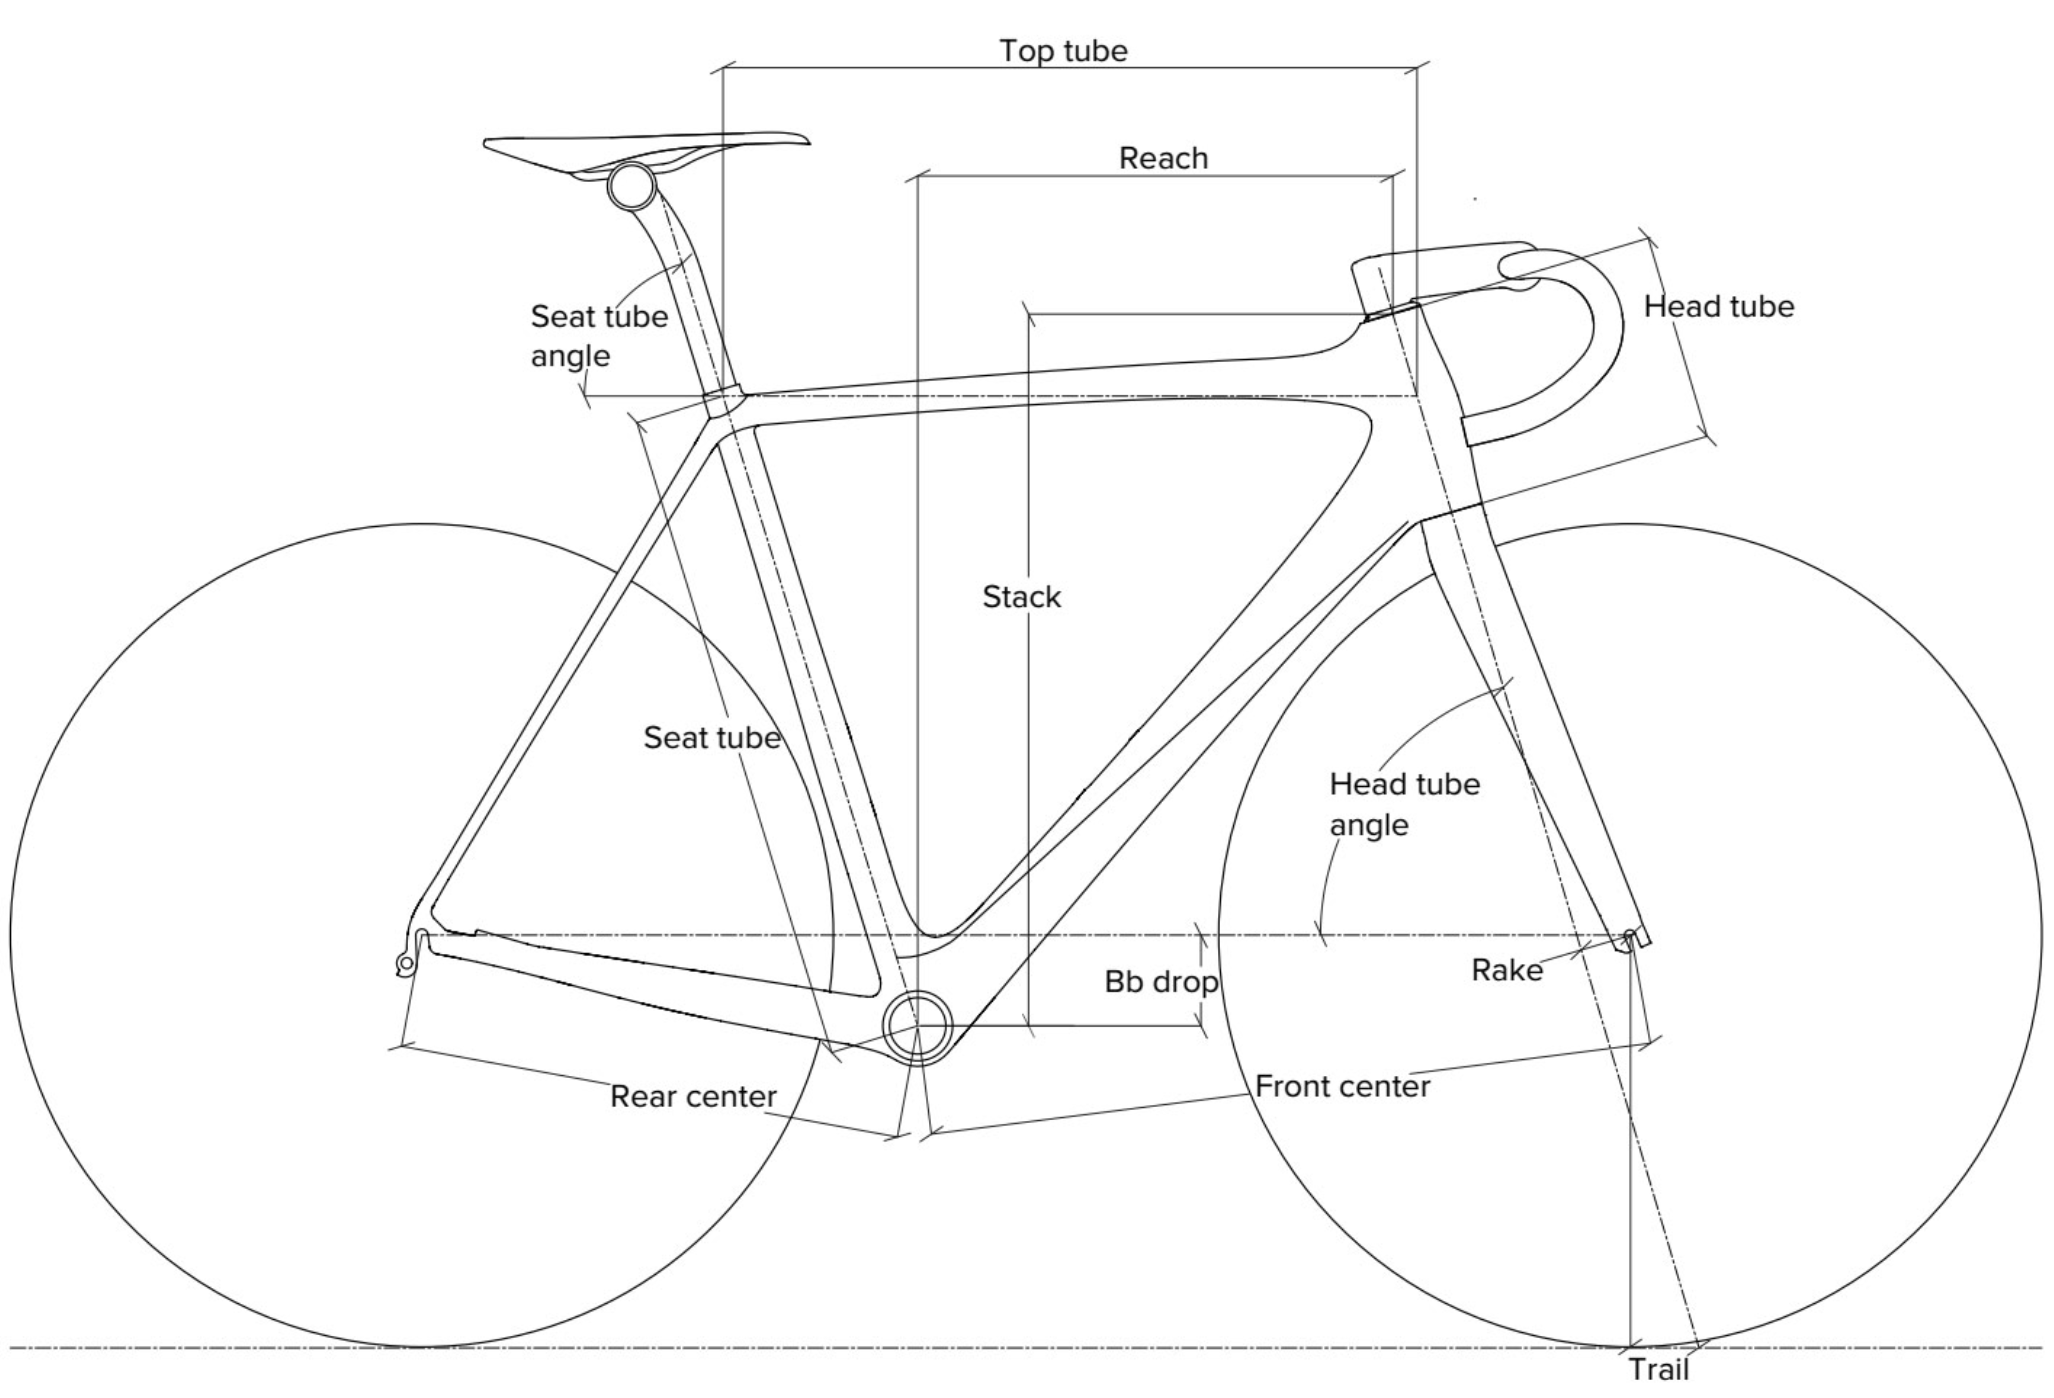 Top tube
Reach
Seat tube
angle
Head tube
Stack
Seat tube
Head tube
angle
Rake
Bb drop
Rear center
Front center
Trail